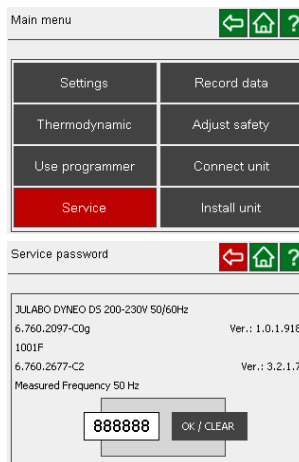 Main menu
?
Settings
Record data
Thermodynamic
Adjust safety
Use programmer
Connect unit
Service
Install unit
Service password
?
JULABO DYNEO DS 200-230V 50/60Hz
6.760.2097-C0g
Ver.: 1.0.1.918
1001F
6.760.2677-C2
Ver.: 3.2.1.7
Measured Frequency 50 Hz
888888
OK / CLEAR